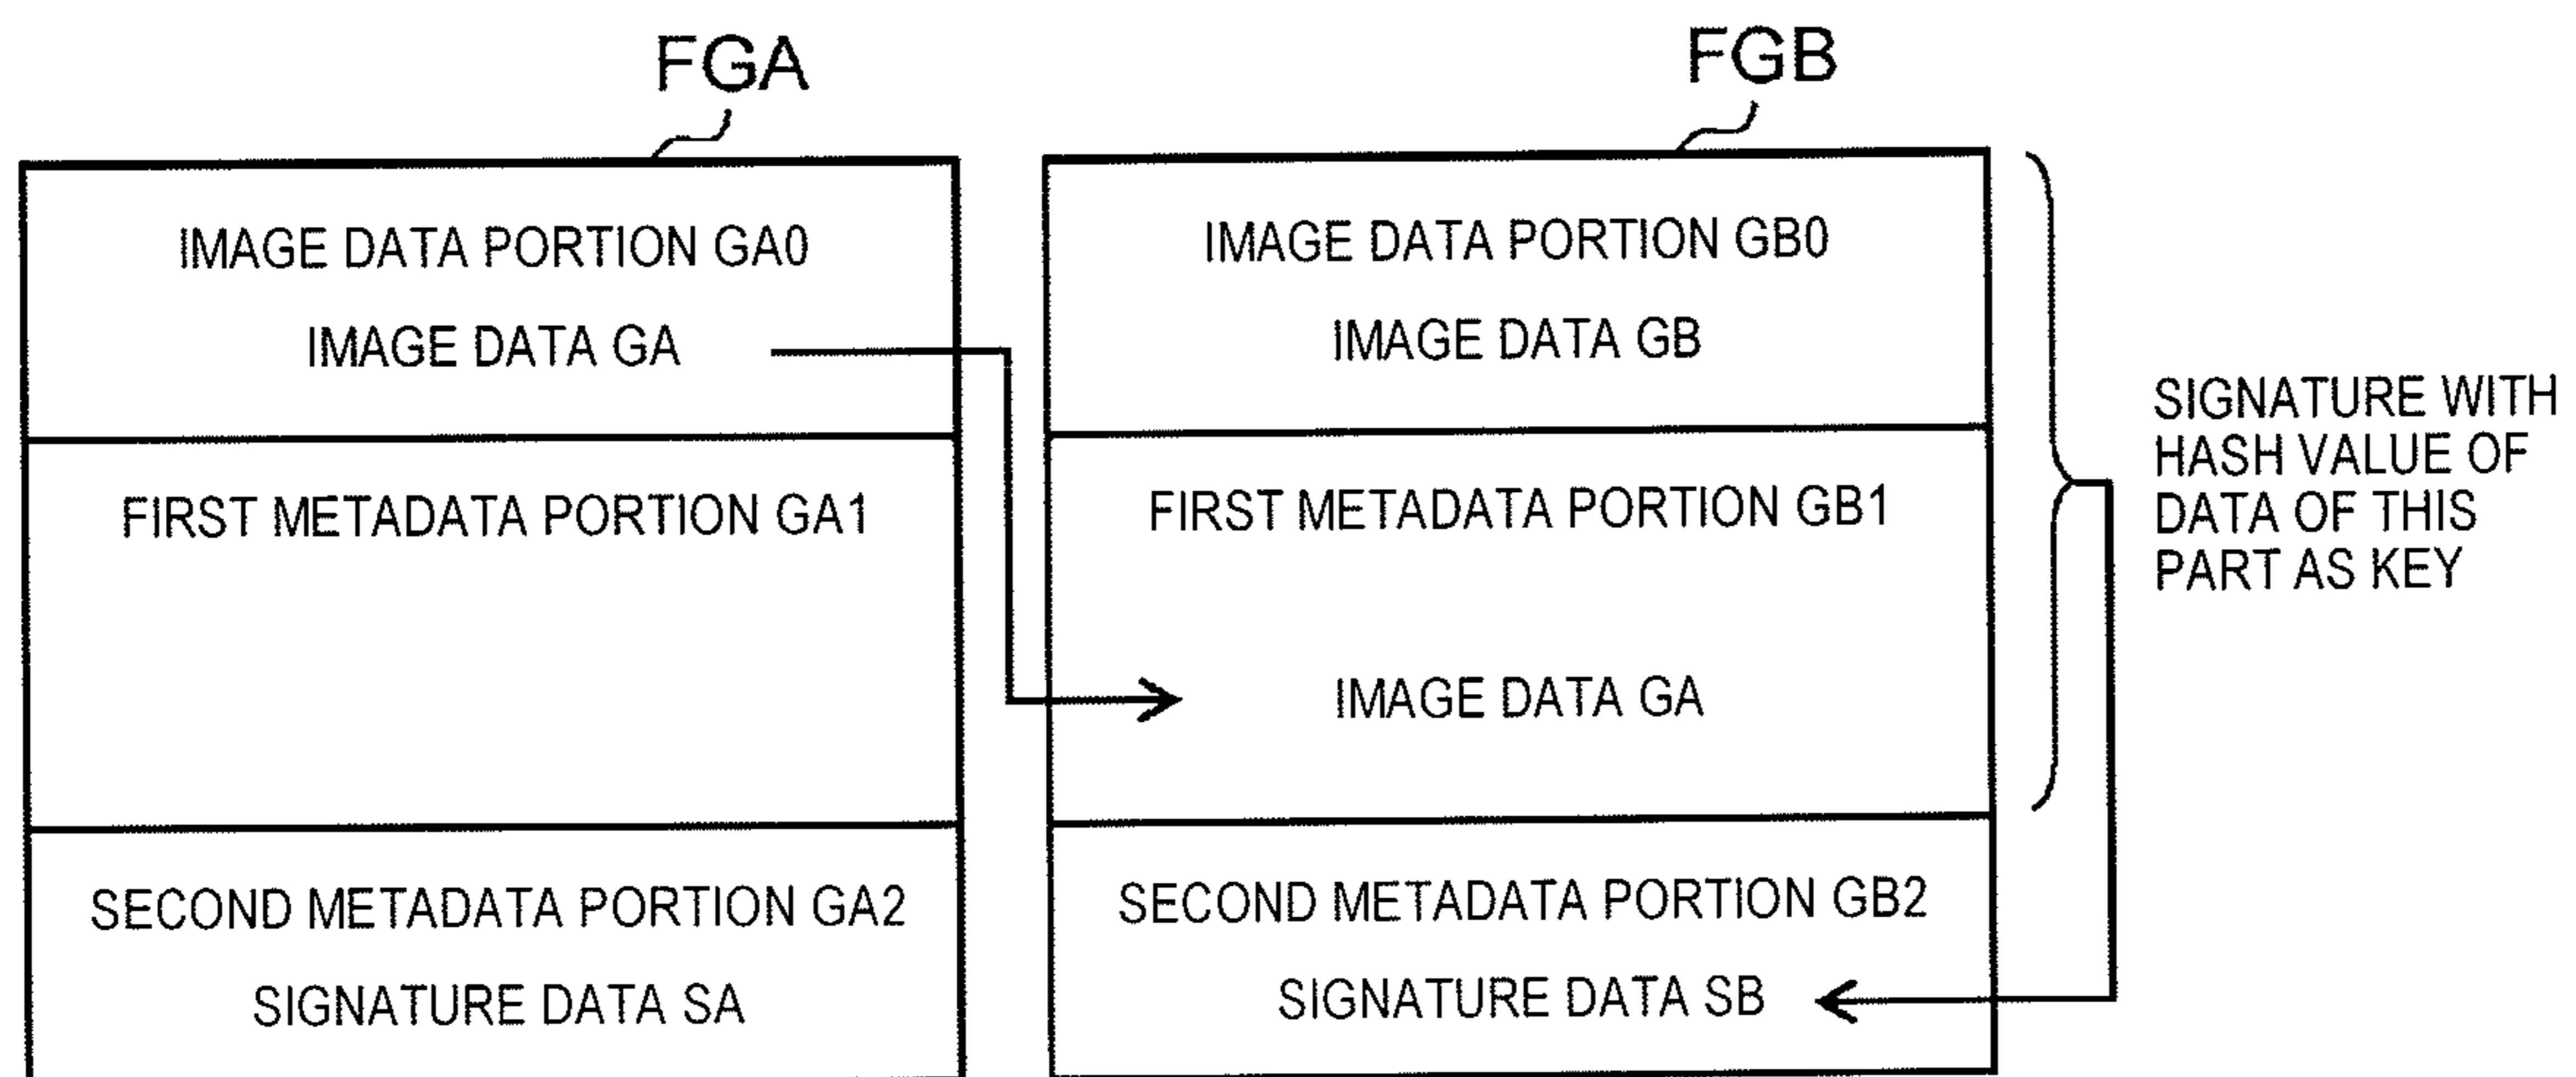 FGA
IMAGE DATA PORTION GA0
IMAGE DATA GA
FIRST METADATA PORTION GA1
SECOND METADATA PORTION GA2
SIGNATURE DATA SA
FGB
IMAGE DATA PORTION GB0
IMAGE DATA GB
FIRST METADATA PORTION GB1
IMAGE DATA GA
SECOND METADATA PORTION GB2
SIGNATURE DATA SB
SIGNATURE WITH
HASH VALUE OF
DATA OF THIS
PART AS KEY